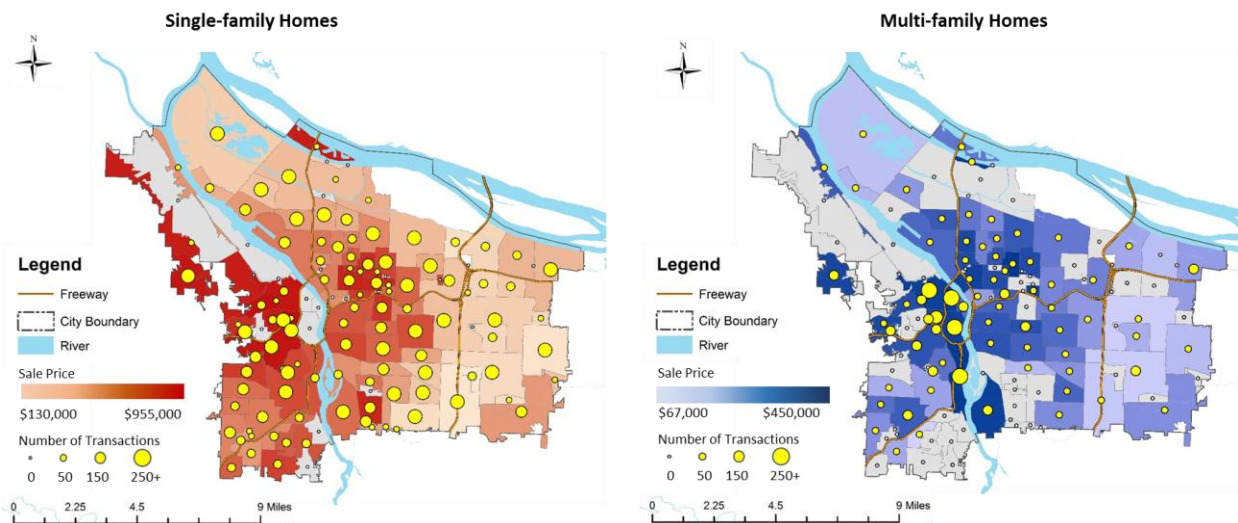 Single-family Homes
N
Legend
Freeway
City Boundary
River
Sale Price
$130,000 $955,000
Number of Transactions
0 50 150 250+
0 2.25 4.5 9 Miles
Multi-family Homes
N
Legend
Freeway
City Boundary
River
Sale Price
$67,000 $450,000
Number of Transactions
0 50 150 250+
0 2.25 4.5 9 Miles